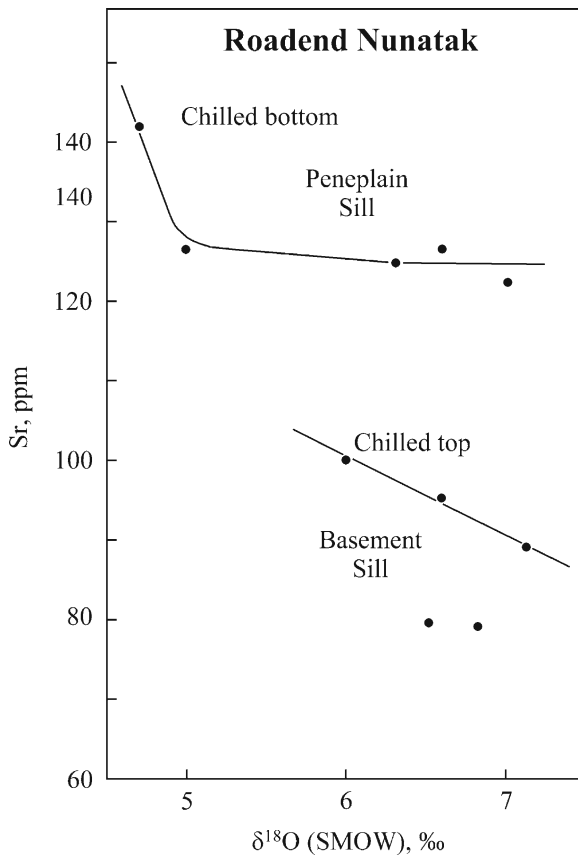 Roadend Nunatak
Chilled bottom
140
Peneplain
Sill
140
120
Sr, ppm
100
Chilled top
Basement
Sill
80
60
5 6 7
δ¹⁸O (SMOW), ‰